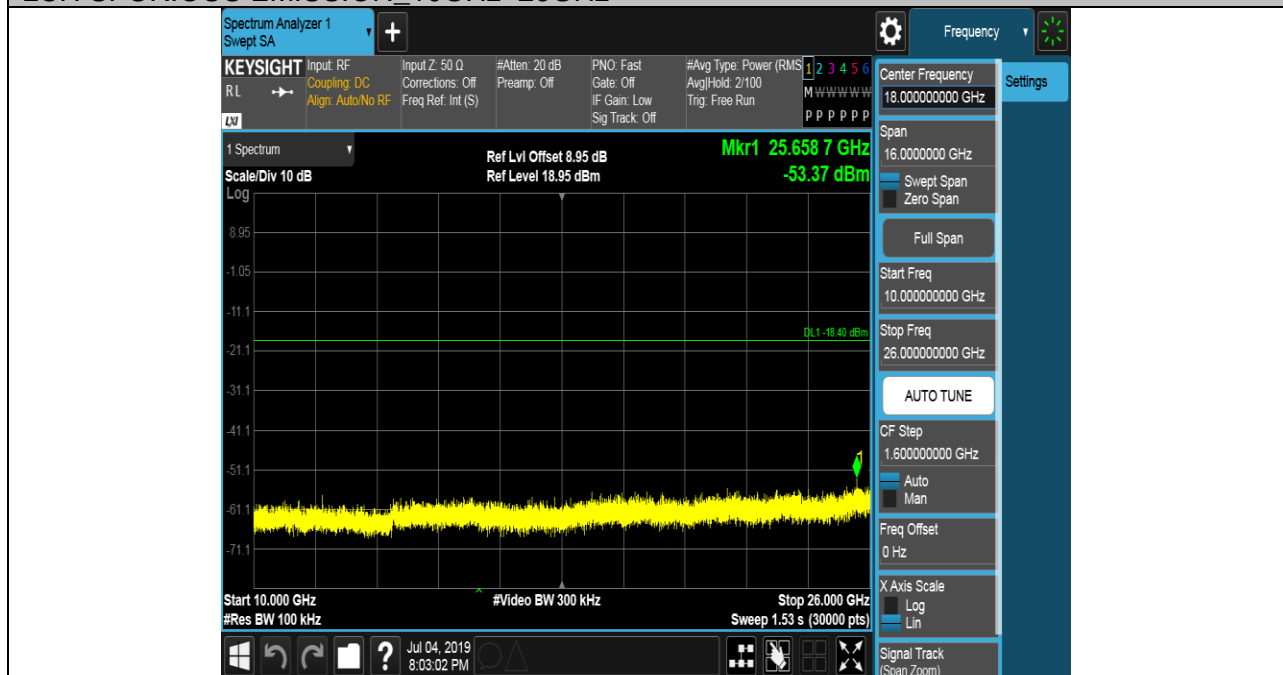 Spectrum Analyzer 1
Swept SA
+
Frequency
KEYSIGHT
RL
LXI
Input: RF
Coupling: DC
Align: Auto/No RF
Input Z: 50 Ω
Corrections: Off
Freq Ref: Int (S)
#Atten: 20 dB
Preamp: Off
PNO: Fast
Gate: Off
IF Gain: Low
Sig Track: Off
#Avg Type: Power (RMS
Avg|Hold: 2/100
Trig: Free Run
1 2 3 4 5 6
M W W W W W
P P P P P P
Center Frequency
18.000000000 GHz
Settings
1 Spectrum
Scale/Div 10 dB
Ref Lvl Offset 8.95 dB
Ref Level 18.95 dBm
Mkr1 25.658 7 GHz
-53.37 dBm
Log
8.95
-1.05
-11.1
-21.1
-31.1
-41.1
-51.1
-61.1
-71.1
DL1 -18.40 dBm
1
Start 10.000 GHz
#Res BW 100 kHz
#Video BW 300 kHz
Stop 26.000 GHz
Sweep 1.53 s (30000 pts)
Span
16.0000000 GHz
Swept Span
Zero Span
Full Span
Start Freq
10.000000000 GHz
Stop Freq
26.000000000 GHz
AUTO TUNE
CF Step
1.600000000 GHz
Auto
Man
Freq Offset
0 Hz
X Axis Scale
Log
Lin
Signal Track
(Span Zoom)
?
Jul 04, 2019
8:03:02 PM